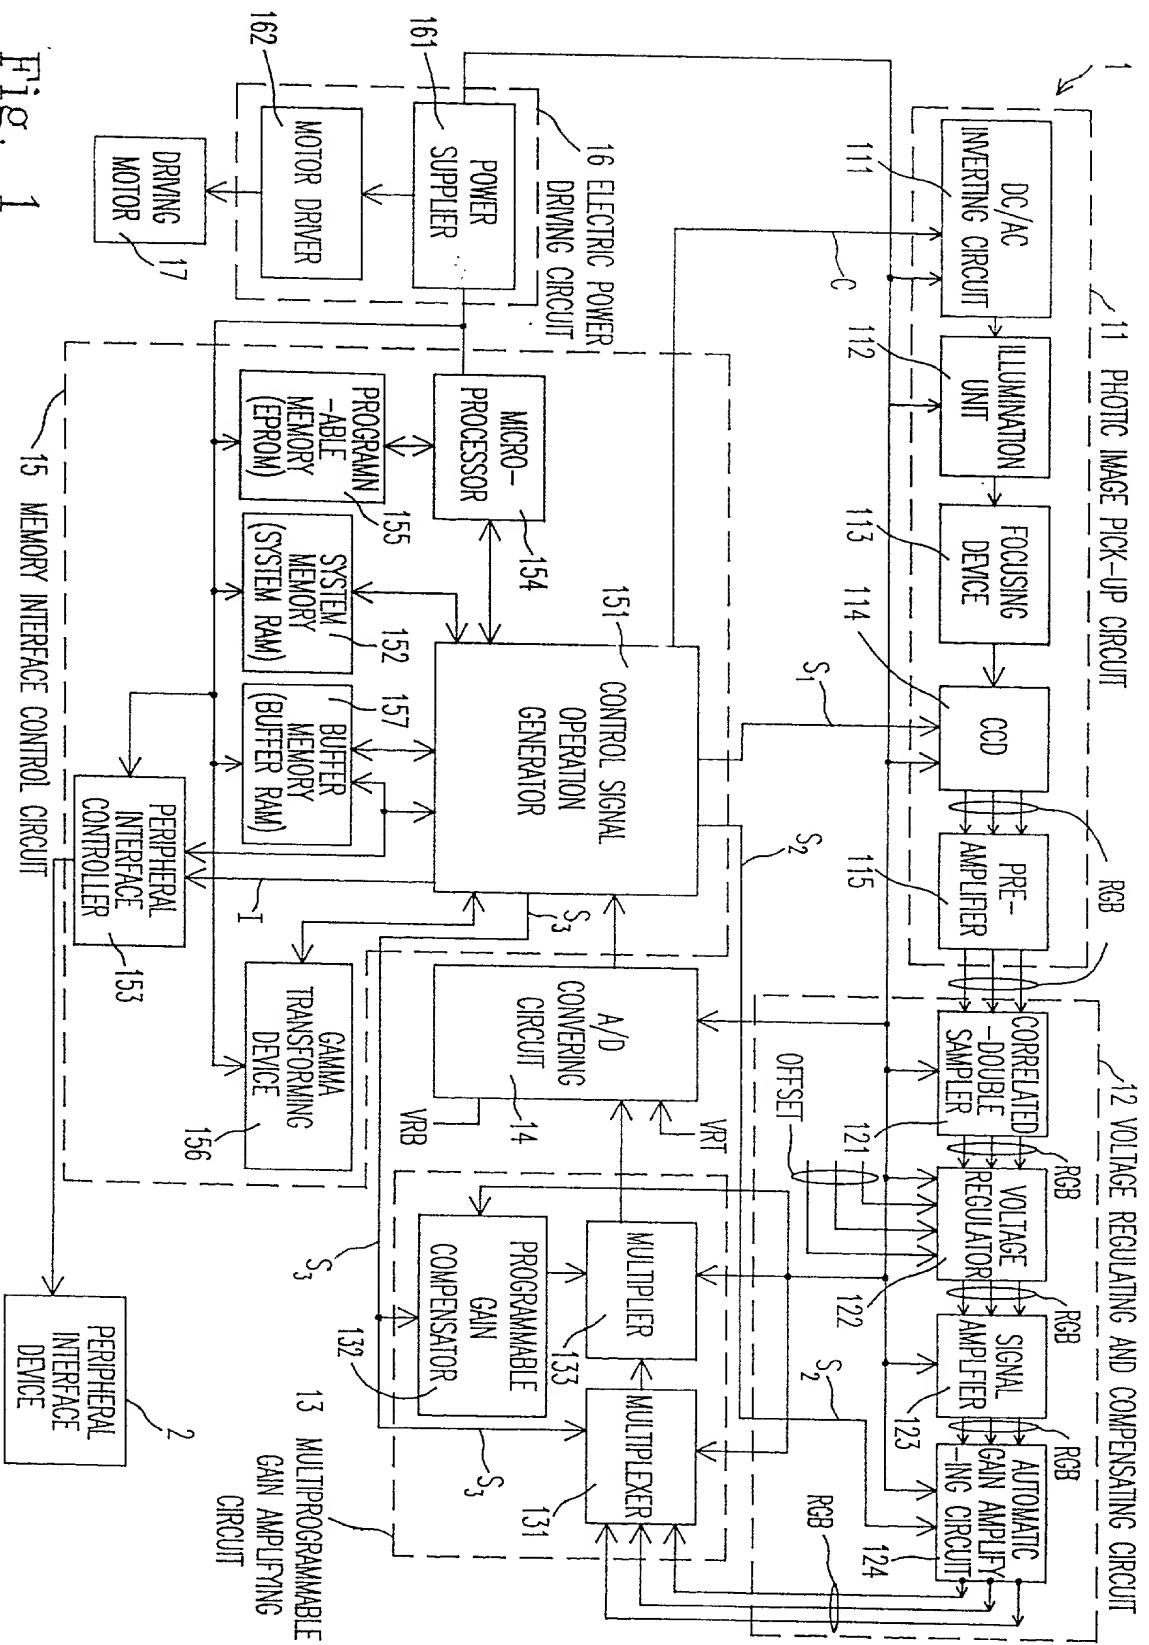 1
11 PHOTIC IMAGE PICK-UP CIRCUIT
DC/AC
INVERTING CIRCUIT
111
ILLUMINATION
UNIT
112
FOCUSING
DEVICE
113
CCD
114
PRE-
AMPLIFIER
115
RGB
C
S1
S2
12 VOLTAGE REGULATING AND COMPENSATING CIRCUIT
CORRELATED
-DOUBLE
SAMPLER
121
RGB
VOLTAGE
REGULATOR
122
RGB
SIGNAL
AMPLIFIER
123
RGB
AUTOMATIC
GAIN AMPLIFY
-ING CIRCUIT
124
OFFSET
S2
RGB
161
162
POWER
SUPPLIER
MOTOR DRIVER
16 ELECTRIC POWER
DRIVING CIRCUIT
DRIVING
MOTOR
17
MICRO-
PROCESSOR
154
PROGRAMN
-ABLE
MEMORY
(EPROM)
155
SYSTEM
MEMORY
(SYSTEM RAM)
152
BUFFER
MEMORY
(BUFFER RAM)
157
151
CONTROL SIGNAL
OPERATION
GENERATOR
S3
I
PERIPHERAL
INTERFACE
CONTROLLER
153
GAMMA
TRANSFORMING
DEVICE
156
15 MEMORY INTERFACE CONTROL CIRCUIT
A/D
CONVERING
CIRCUIT
14
VRT
VRB
MULTIPLIER
133
PROGRAMMABLE
GAIN
COMPENSATOR
132
MULTIPLEXER
131
S3
S3
13 MULTIPROGRAMMABLE
GAIN AMPLIFYING
CIRCUIT
PERIPHERAL
INTERFACE
DEVICE
2
Fig. 1